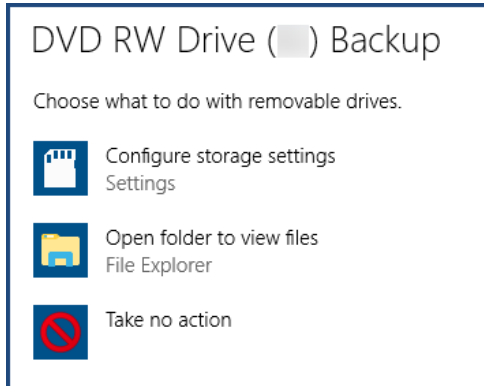 DVD RW Drive ( ) Backup
Choose what to do with removable drives.
Configure storage settings
Settings
Open folder to view files
File Explorer
Take no action